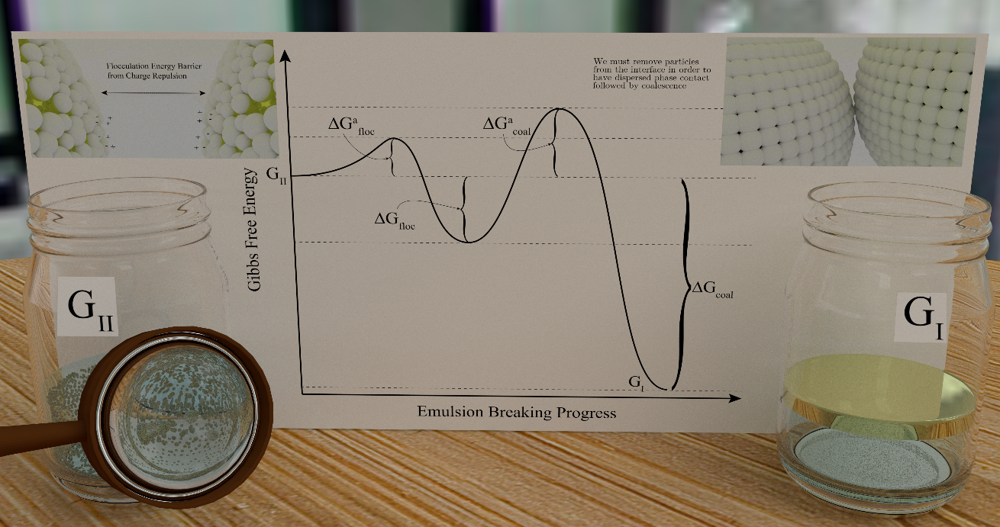 Flocculation Energy Barrier
from Charge Repulsion
+
-
+
-
+
-
+
+
-
+
-
+
-
+
We must remove particles
from the interface in order to
have dispersed phase contact
followed by coalescence
ΔGᵃfloc
ΔGᵃcoal
GII
ΔGfloc
Gibbs Free Energy
ΔGcoal
GI
Emulsion Breaking Progress
GII
GI